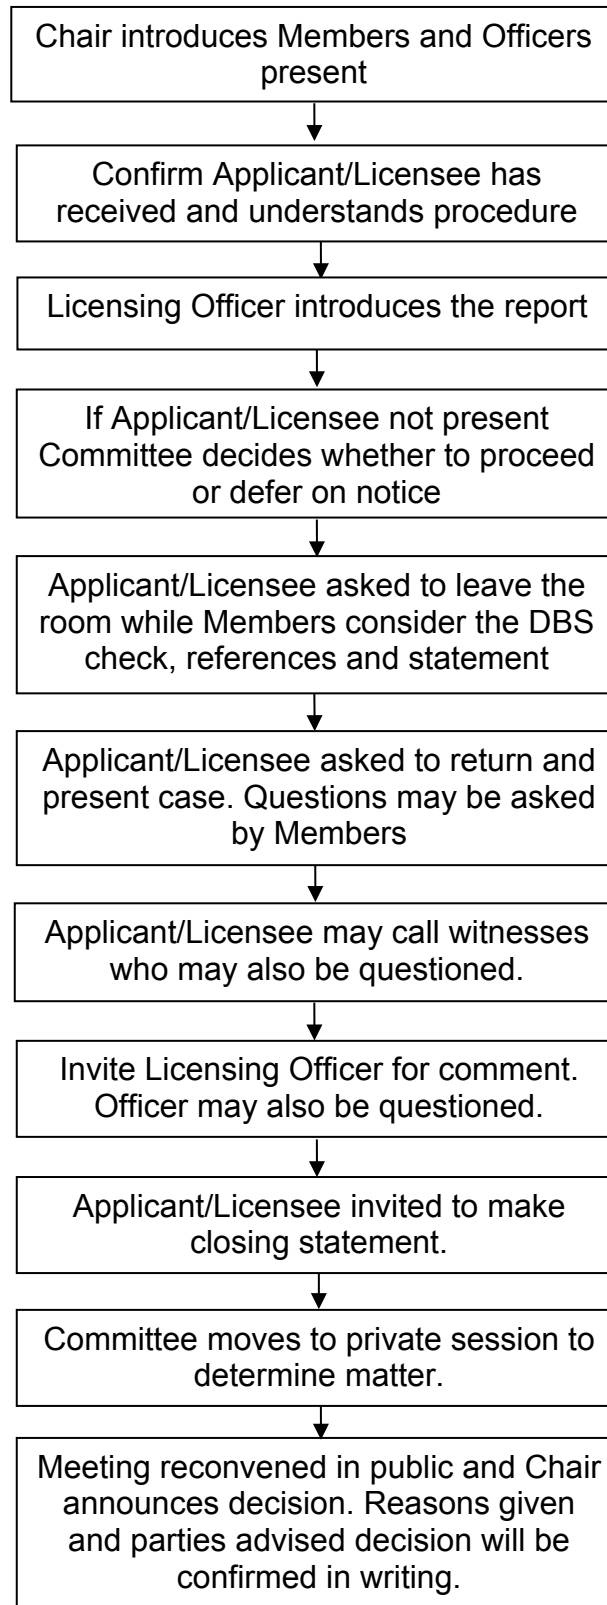 Chair introduces Members and Officers
present
Confirm Applicant/Licensee has
received and understands procedure
Licensing Officer introduces the report
If Applicant/Licensee not present
Committee decides whether to proceed
or defer on notice
Applicant/Licensee asked to leave the
room while Members consider the DBS
check, references and statement
Applicant/Licensee asked to return and
present case. Questions may be asked
by Members
Applicant/Licensee may call witnesses
who may also be questioned.
Invite Licensing Officer for comment.
Officer may also be questioned.
Applicant/Licensee invited to make
closing statement.
Committee moves to private session to
determine matter.
Meeting reconvened in public and Chair
announces decision. Reasons given
and parties advised decision will be
confirmed in writing.